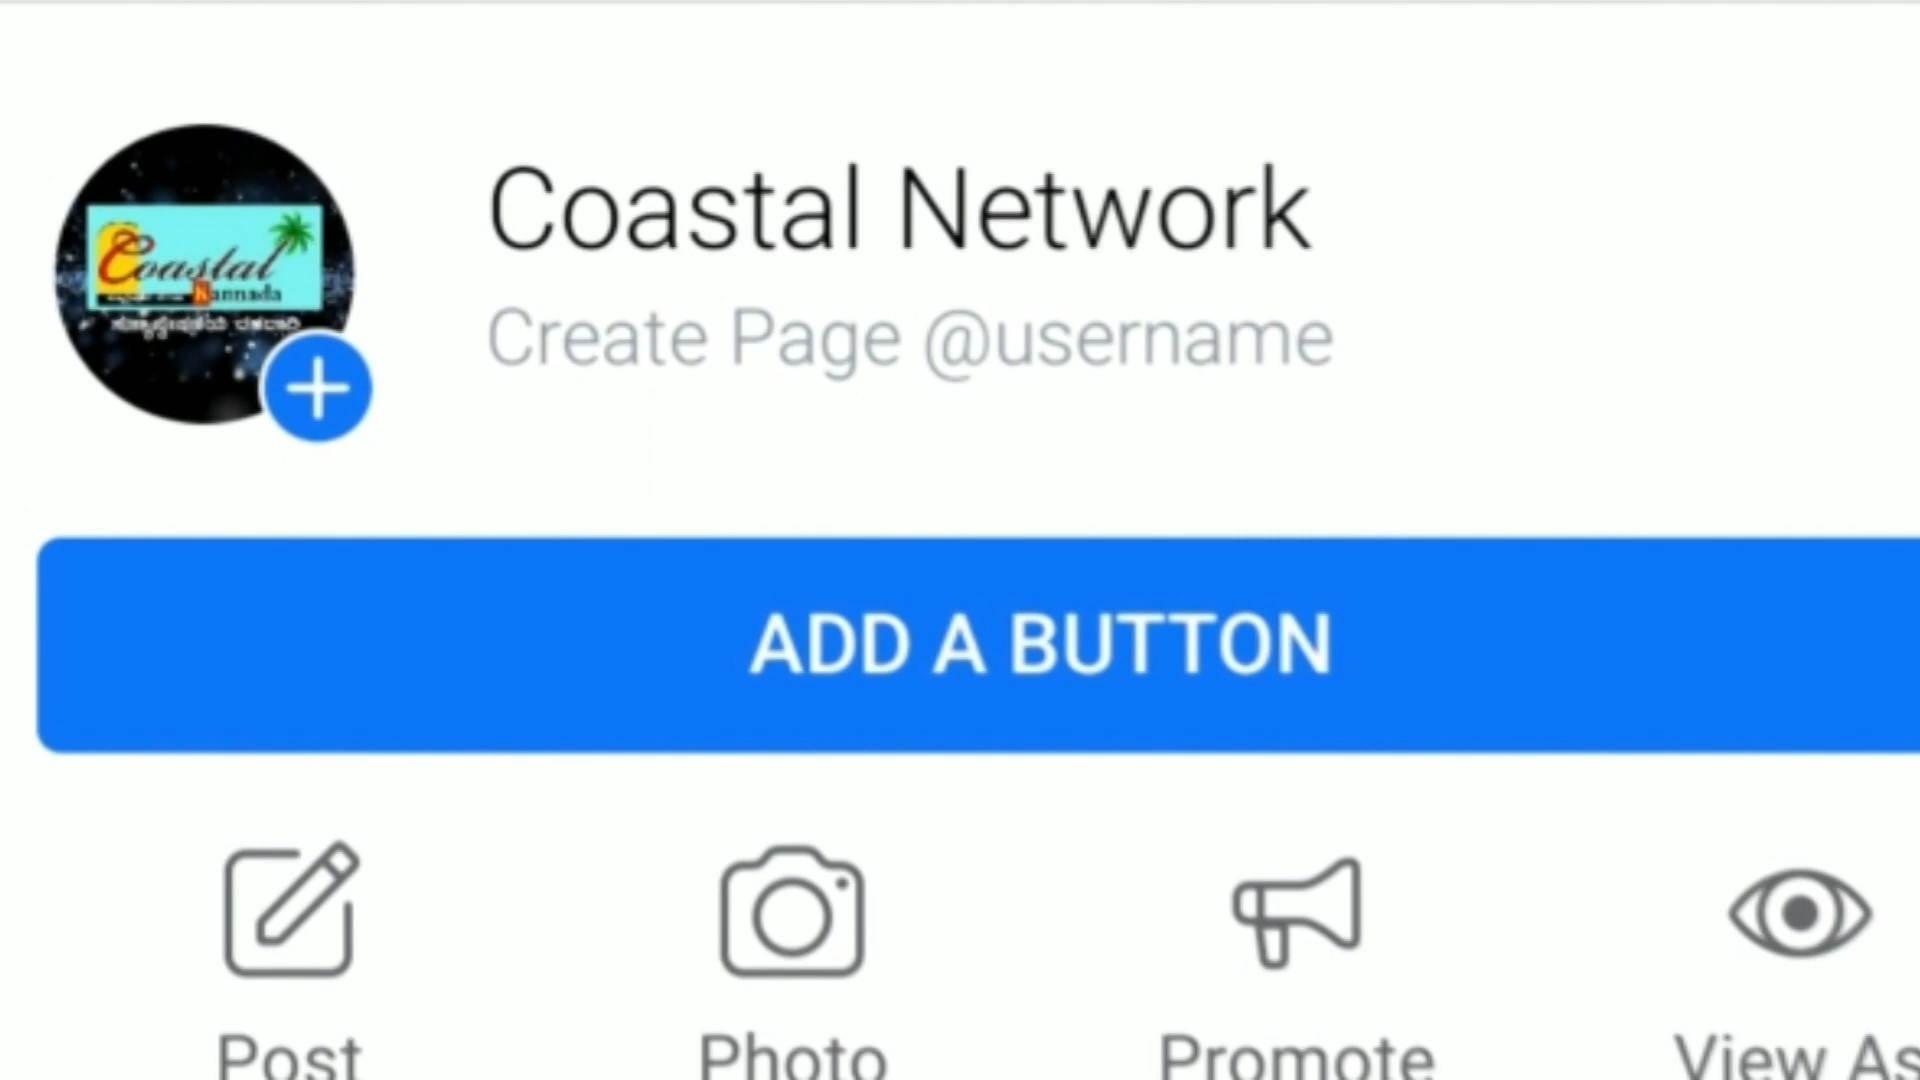 Coastal
Kannada
Coastal Network
Create Page @username
ADD A BUTTON
Post
Photo
Promote
View As